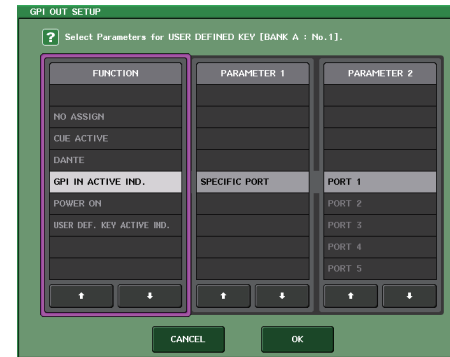 GPI OUT SETUP
? Select Parameters for USER DEFINED KEY [BANK A : No.1].
FUNCTION
PARAMETER 1
PARAMETER 2
NO ASSIGN
CUE ACTIVE
DANTE
GPI IN ACTIVE IND.
SPECIFIC PORT
PORT 1
POWER ON
PORT 2
USER DEF. KEY ACTIVE IND.
PORT 3
PORT 4
PORT 5
CANCEL
OK